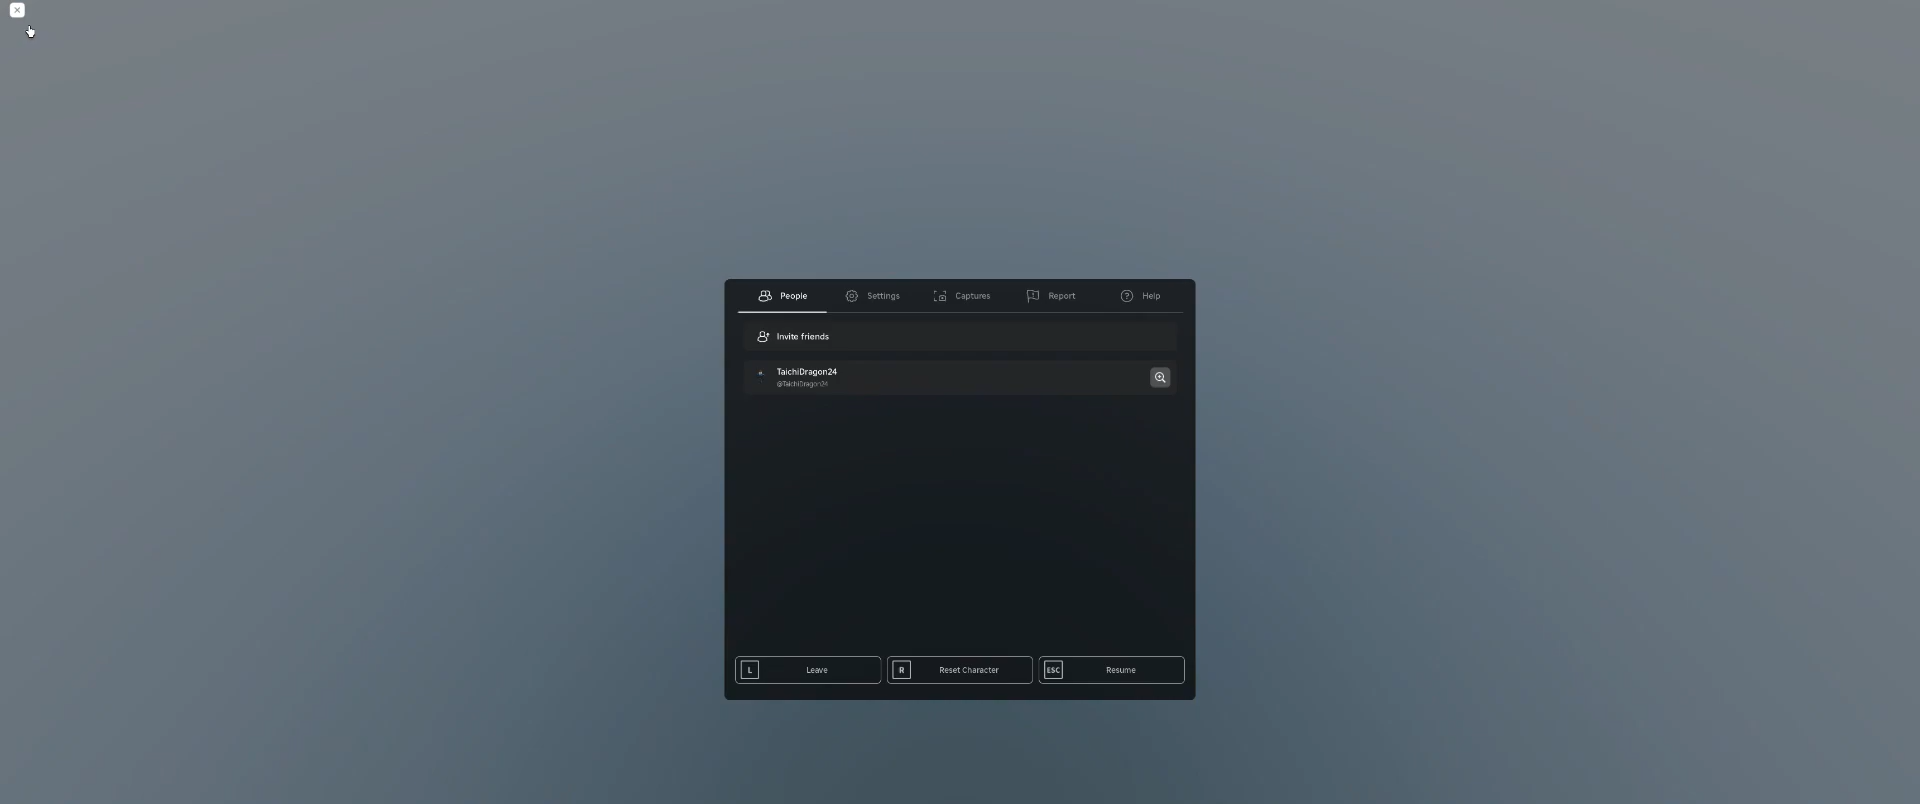 People
Settings
Captures
Report
Help
Invite friends
TaichiDragon24
@TaichiDragon24
L
Leave
R
Reset Character
ESC
Resume